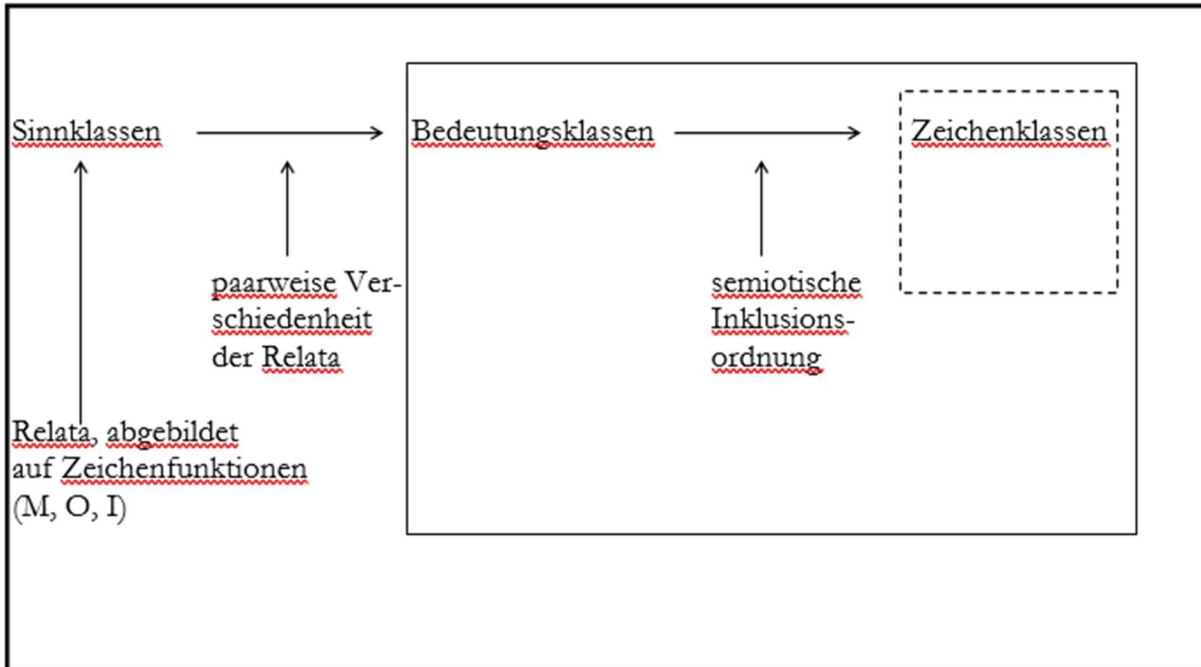 Sinnklassen
Bedeutungsklassen
Zeichenklassen
paarweise Ver-
schiedenheit
der Relata
semiotische
Inklusions-
ordnung
Relata, abgebildet
auf Zeichenfunktionen
(M, O, I)